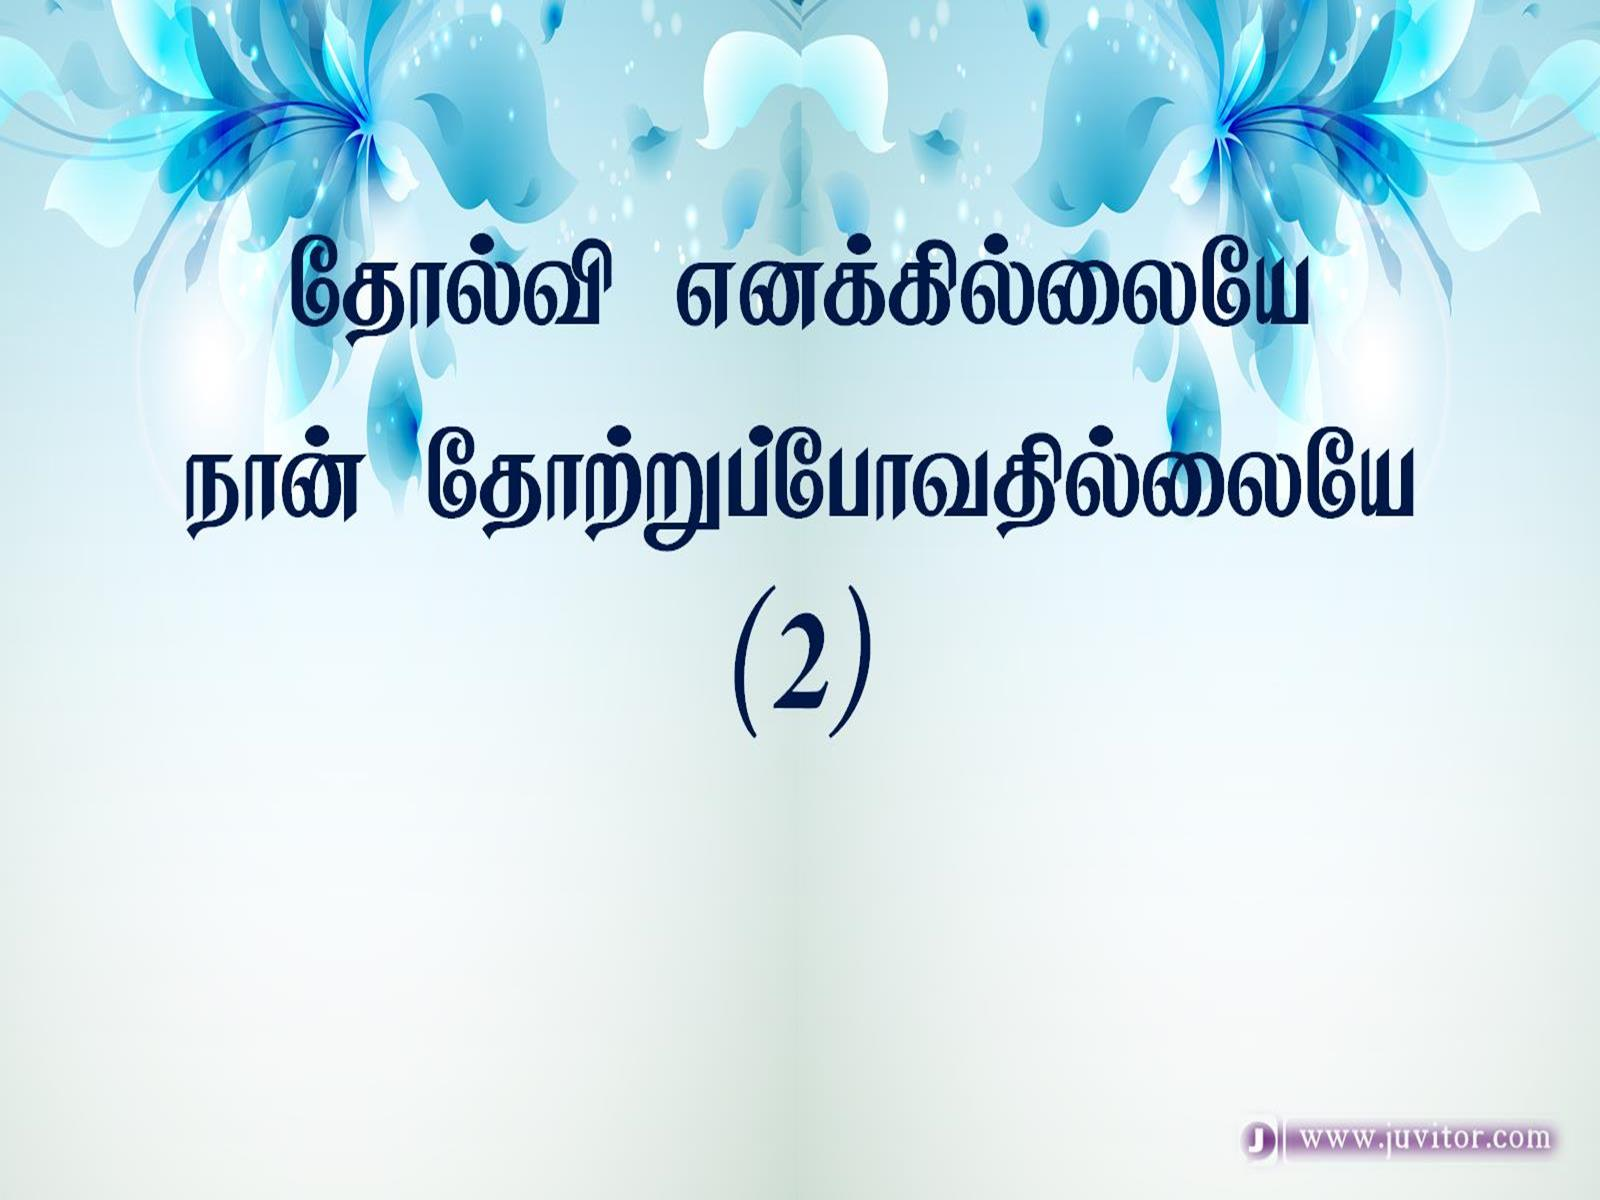 தோல்வி எனக்கில்லையே
நான் தோற்றுப்போவதில்லையே
(2)
J www.juvitor.com